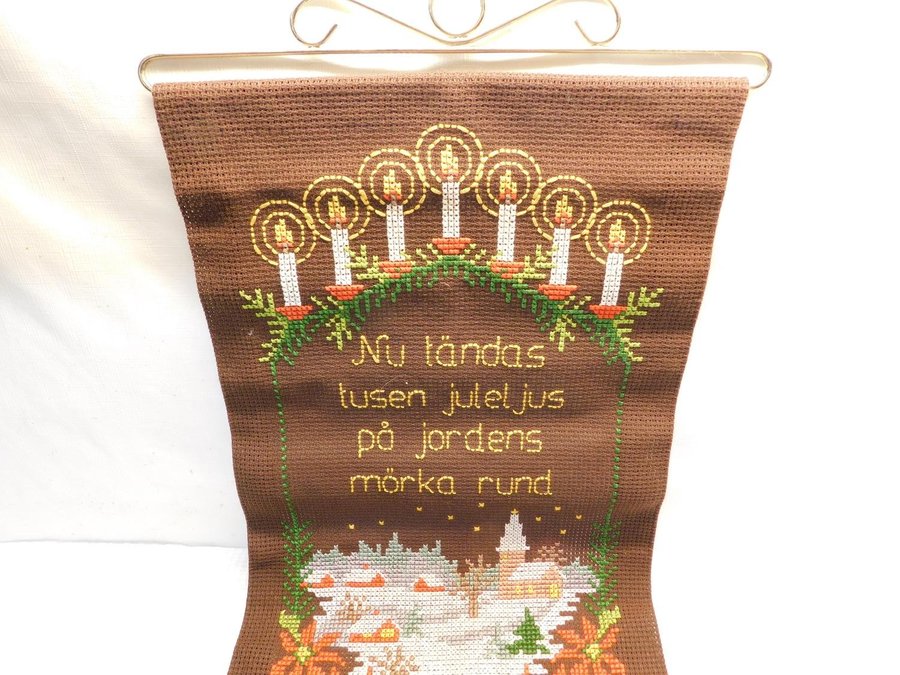 Nu tändas
tusen juleljus
på jordens
mörka rund